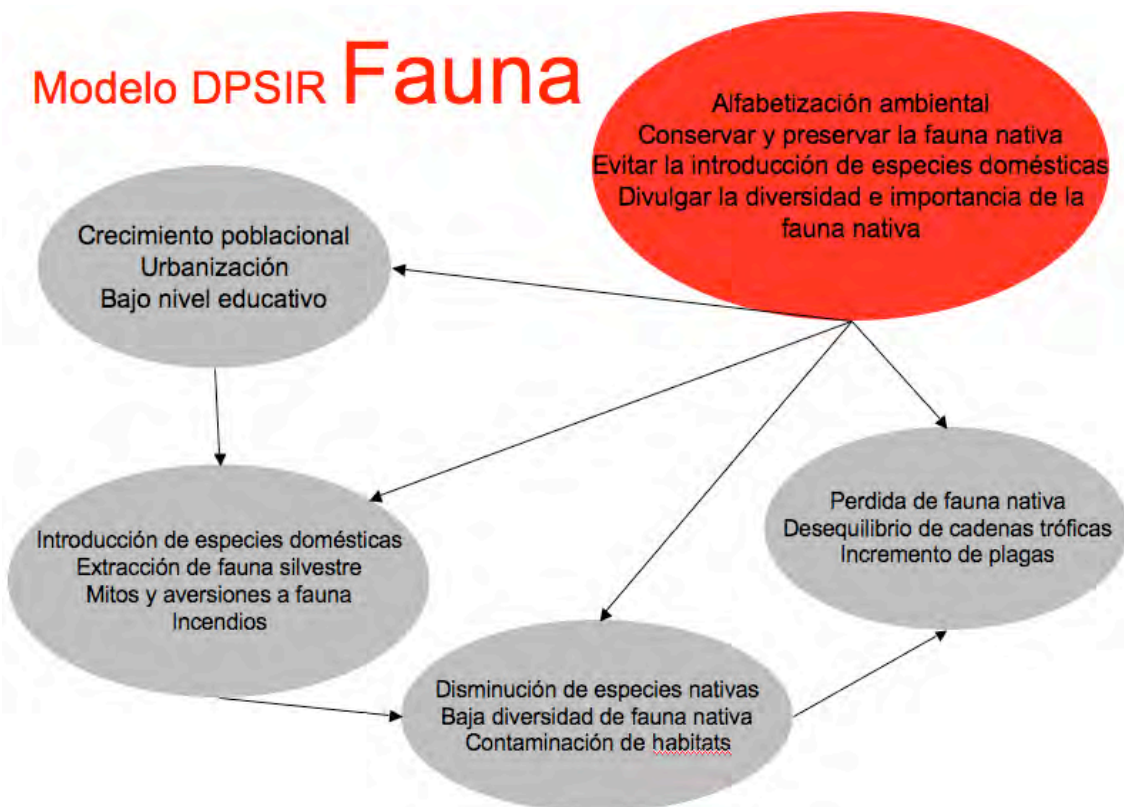 Modelo DPSIR Fauna
Alfabetización ambiental
Conservar y preservar la fauna nativa
Evitar la introducción de especies domésticas
Divulgar la diversidad e importancia de la
fauna nativa
Crecimiento poblacional
Urbanización
Bajo nivel educativo
Introducción de especies domésticas
Extracción de fauna silvestre
Mitos y aversiones a fauna
Incendios
Disminución de especies nativas
Baja diversidad de fauna nativa
Contaminación de habitats
Perdida de fauna nativa
Desequilibrio de cadenas tróficas
Incremento de plagas